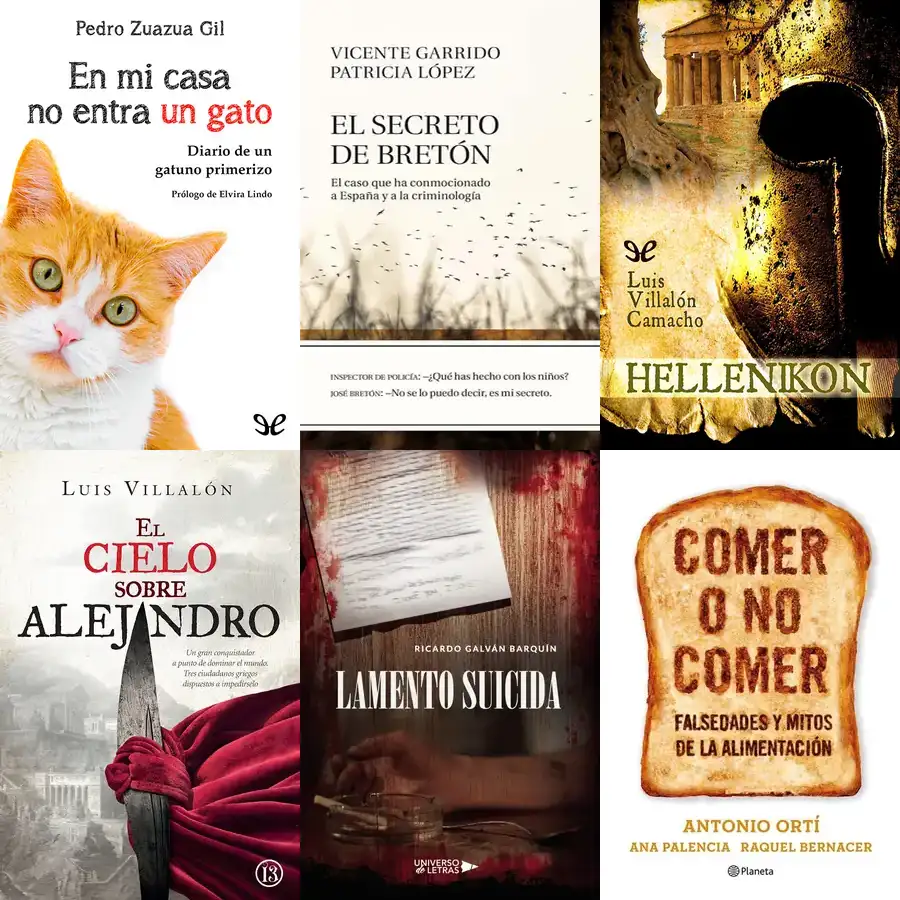 Pedro Zuazua Gil
En mi casa
no entra un gato
Diario de un
gatuno primerizo
Prólogo de Elvira Lindo
VICENTE GARRIDO
PATRICIA LÓPEZ
EL SECRETO
DE BRETÓN
El caso que ha conmocionado
a España y a la criminología
INSPECTOR DE POLICÍA: –¿Qué has hecho con los niños?
JOSÉ BRETÓN: –No se lo puedo decir, es mi secreto.
Luis
Villalón
Camacho
HELLENIKON
LUIS VILLALÓN
EL
CIELO
SOBRE
ALEJANDRO
Un gran conquistador
a punto de dominar el mundo.
Tres ciudadanos griegos
dispuestos a impedírselo
13
RICARDO GALVÁN BARQUÍN
LAMENTO SUICIDA
UNIVERSO
de LETRAS
COMER
O NO
COMER
FALSEDADES Y MITOS
DE LA ALIMENTACIÓN
ANTONIO ORTÍ
ANA PALENCIA RAQUEL BERNACER
Planeta